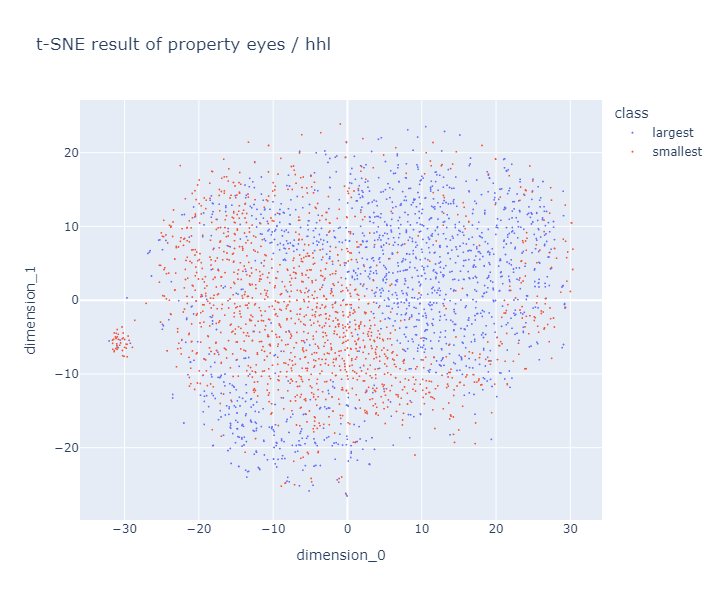 t-SNE result of property eyes / hhl
class
largest
smallest
20
10
0
−10
−20
dimension_1
−30
−20
−10
0
10
20
30
dimension_0